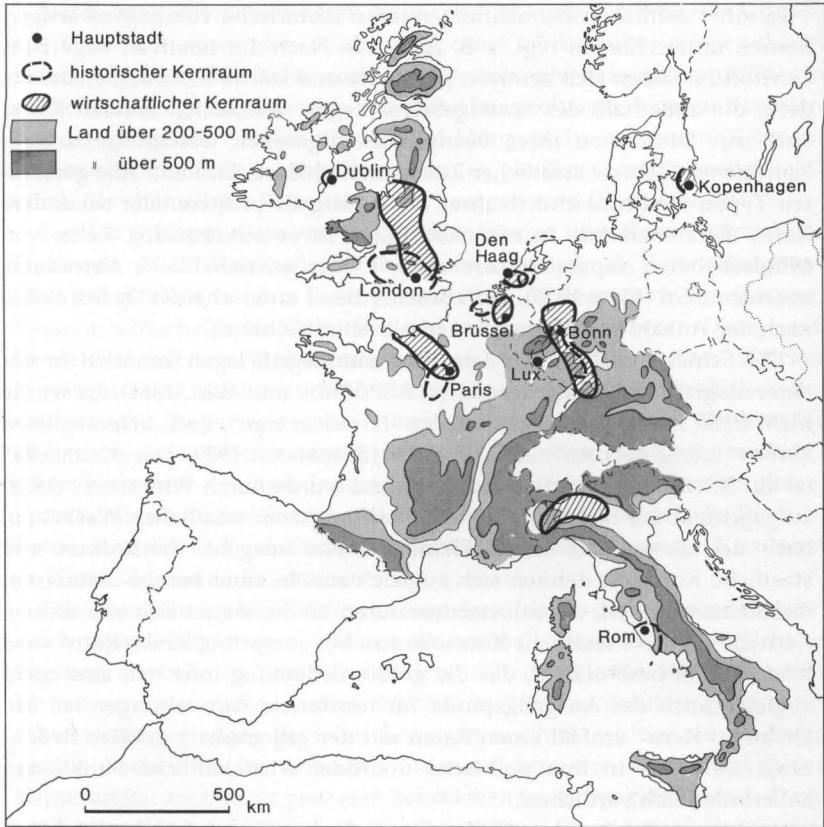 Hauptstadt
historischer Kernraum
wirtschaftlicher Kernraum
Land über 200-500 m
" über 500 m
Dublin
Kopenhagen
Den
Haag
London
Brüssel
Bonn
Lux.
Paris
Rom
0 500
km